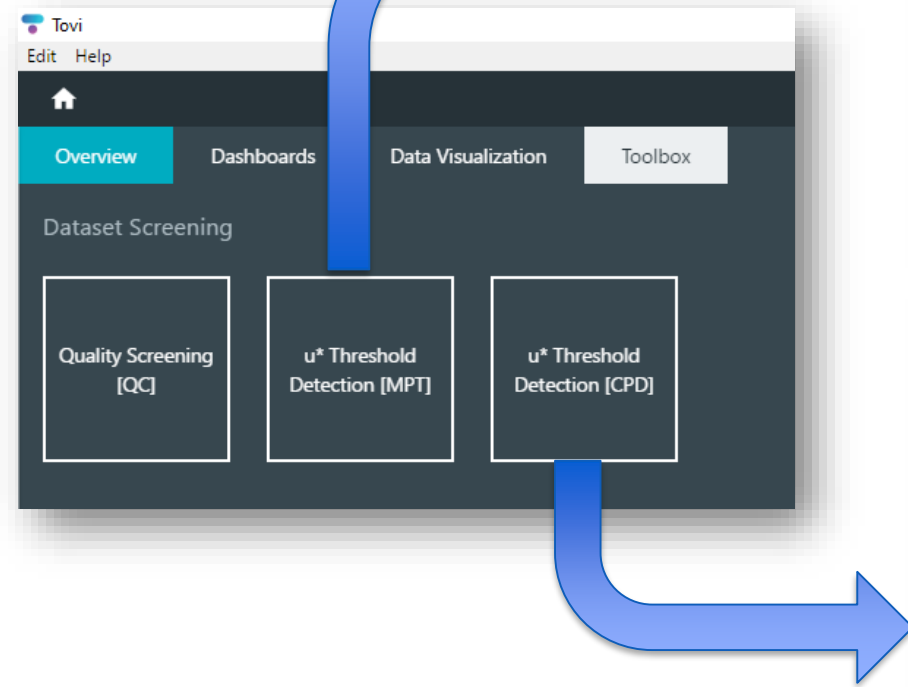 Tovi
Edit Help
Overview Dashboards Data Visualization Toolbox
Dataset Screening
Quality Screening
[QC]
u* Threshold
Detection [MPT]
u* Threshold
Detection [CPD]